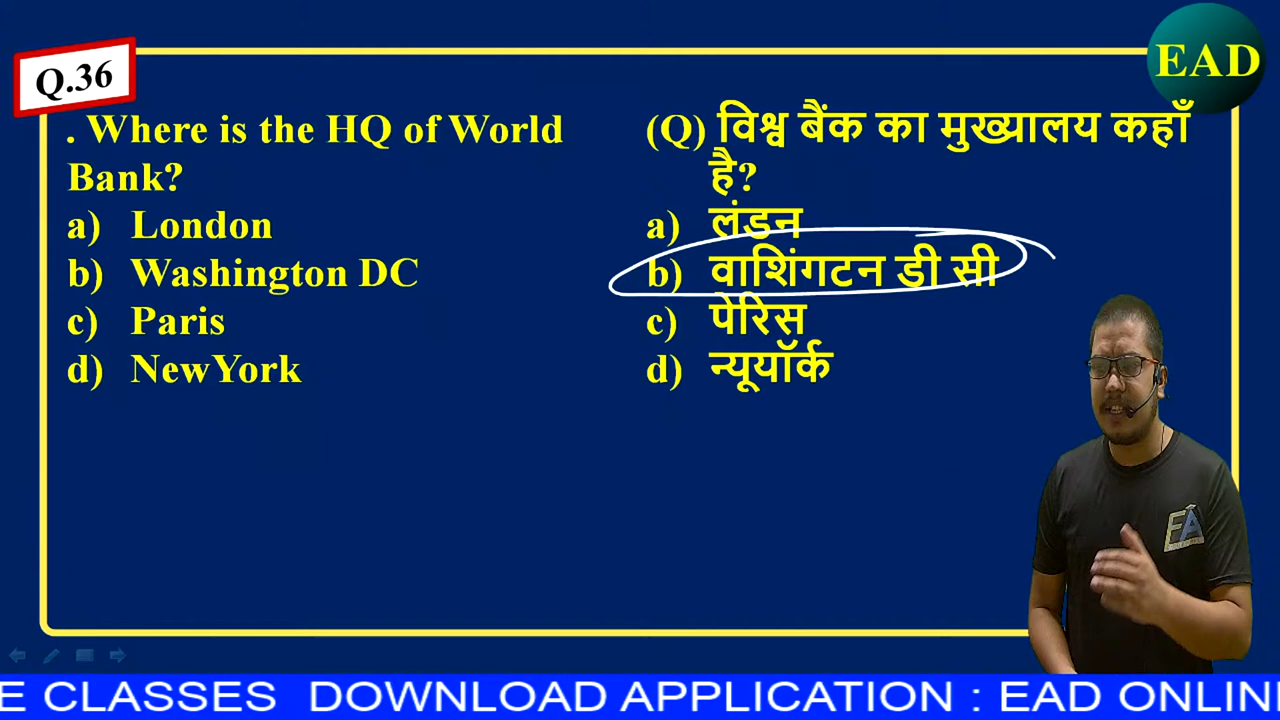 Q.36
EAD
. Where is the HQ of World
Bank?
a) London
b) Washington DC
c) Paris
d) NewYork
(Q) विश्व बैंक का मुख्यालय कहाँ
है?
a) लंडन
b) वाशिंगटन डी सी
c) पेरिस
d) न्यूयॉर्क
EA
E CLASSES DOWNLOAD APPLICATION : EAD ONLIN